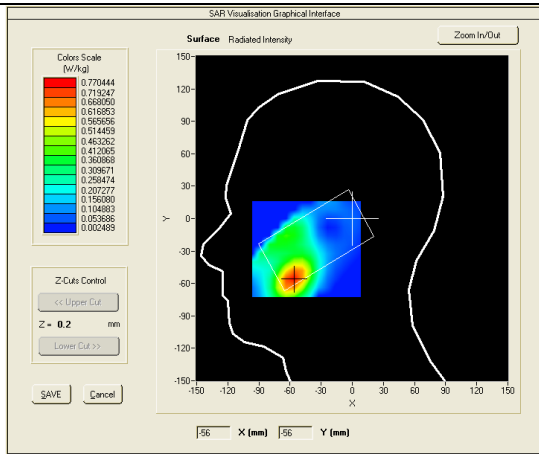 SAR Visualisation Graphical Interface
Surface Radiated Intensity
Zoom In/Out
Colors Scale
(W/kg)
0.770444
0.719247
0.668050
0.616853
0.565656
0.514459
0.463262
0.412065
0.360868
0.309671
0.258474
0.207277
0.156080
0.104883
0.053686
0.002489
Z-Cuts Control
<< Upper Cut
Z = 0.2 mm
Lower Cut >>
SAVE Cancel
150-
120-
90-
60-
30-
Y 0-
-30-
-60-
-90-
-120-
-150-
-150 -120 -90 -60 -30 0 30 60 90 120 150
X
-56 X (mm) -56 Y (mm)